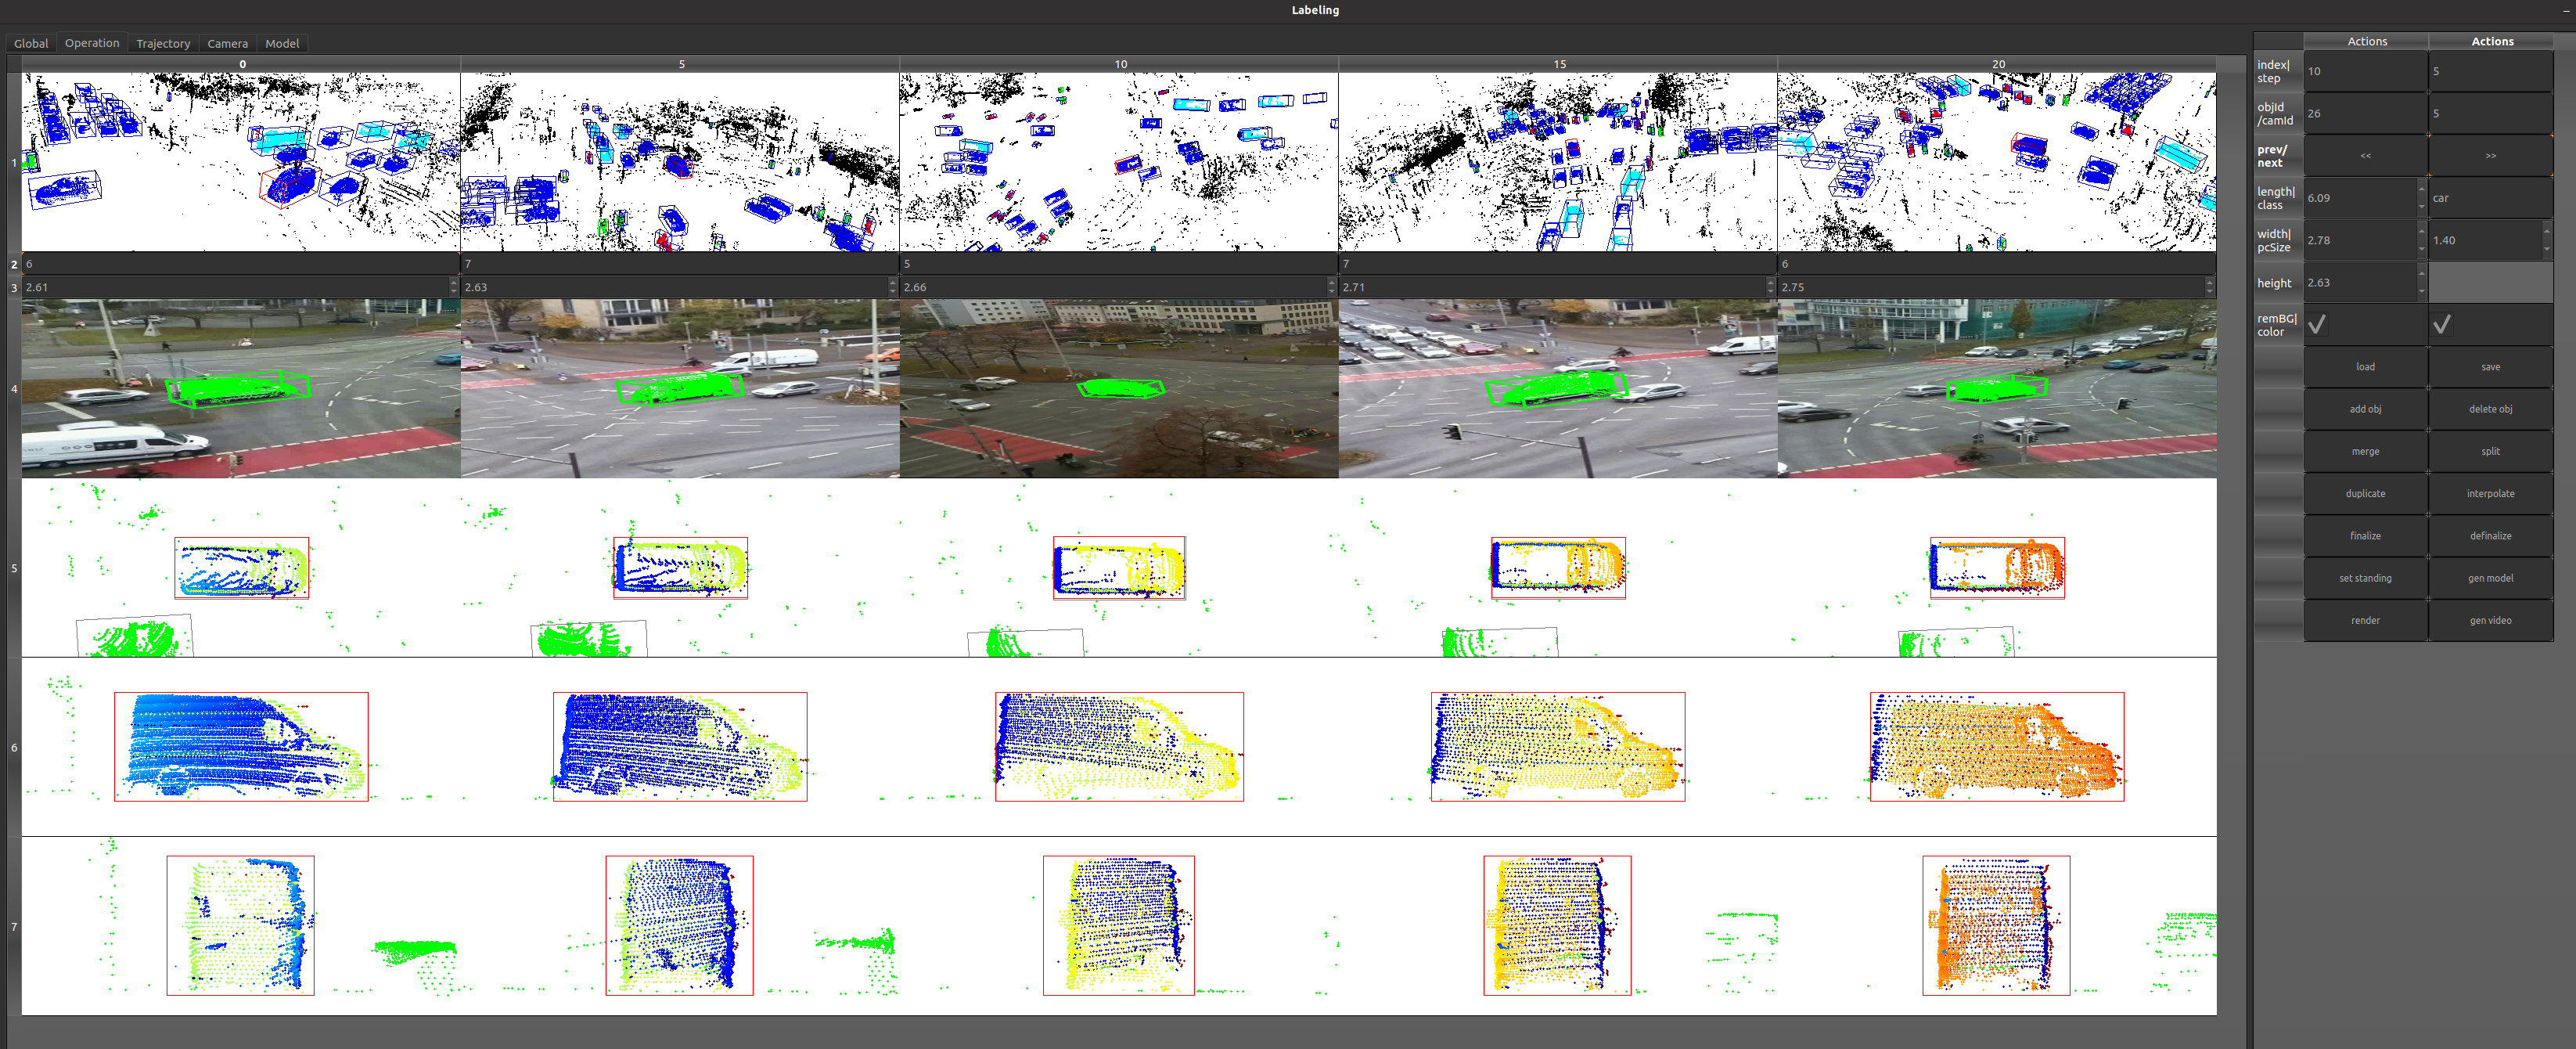 Labeling
Global Operation Trajectory Camera Model
0 5 10 15 20
1
2 6 7 5 7 6
3 2.61 2.63 2.66 2.71 2.75
4
5
6
7
Actions Actions
index| step 10 5
objId /camId 26 5
prev/ next << >>
length| class 6.09 car
width| pcSize 2.78 1.40
height 2.63
remBG| color
load save
add obj delete obj
merge split
duplicate interpolate
finalize definalize
set standing gen model
render gen video